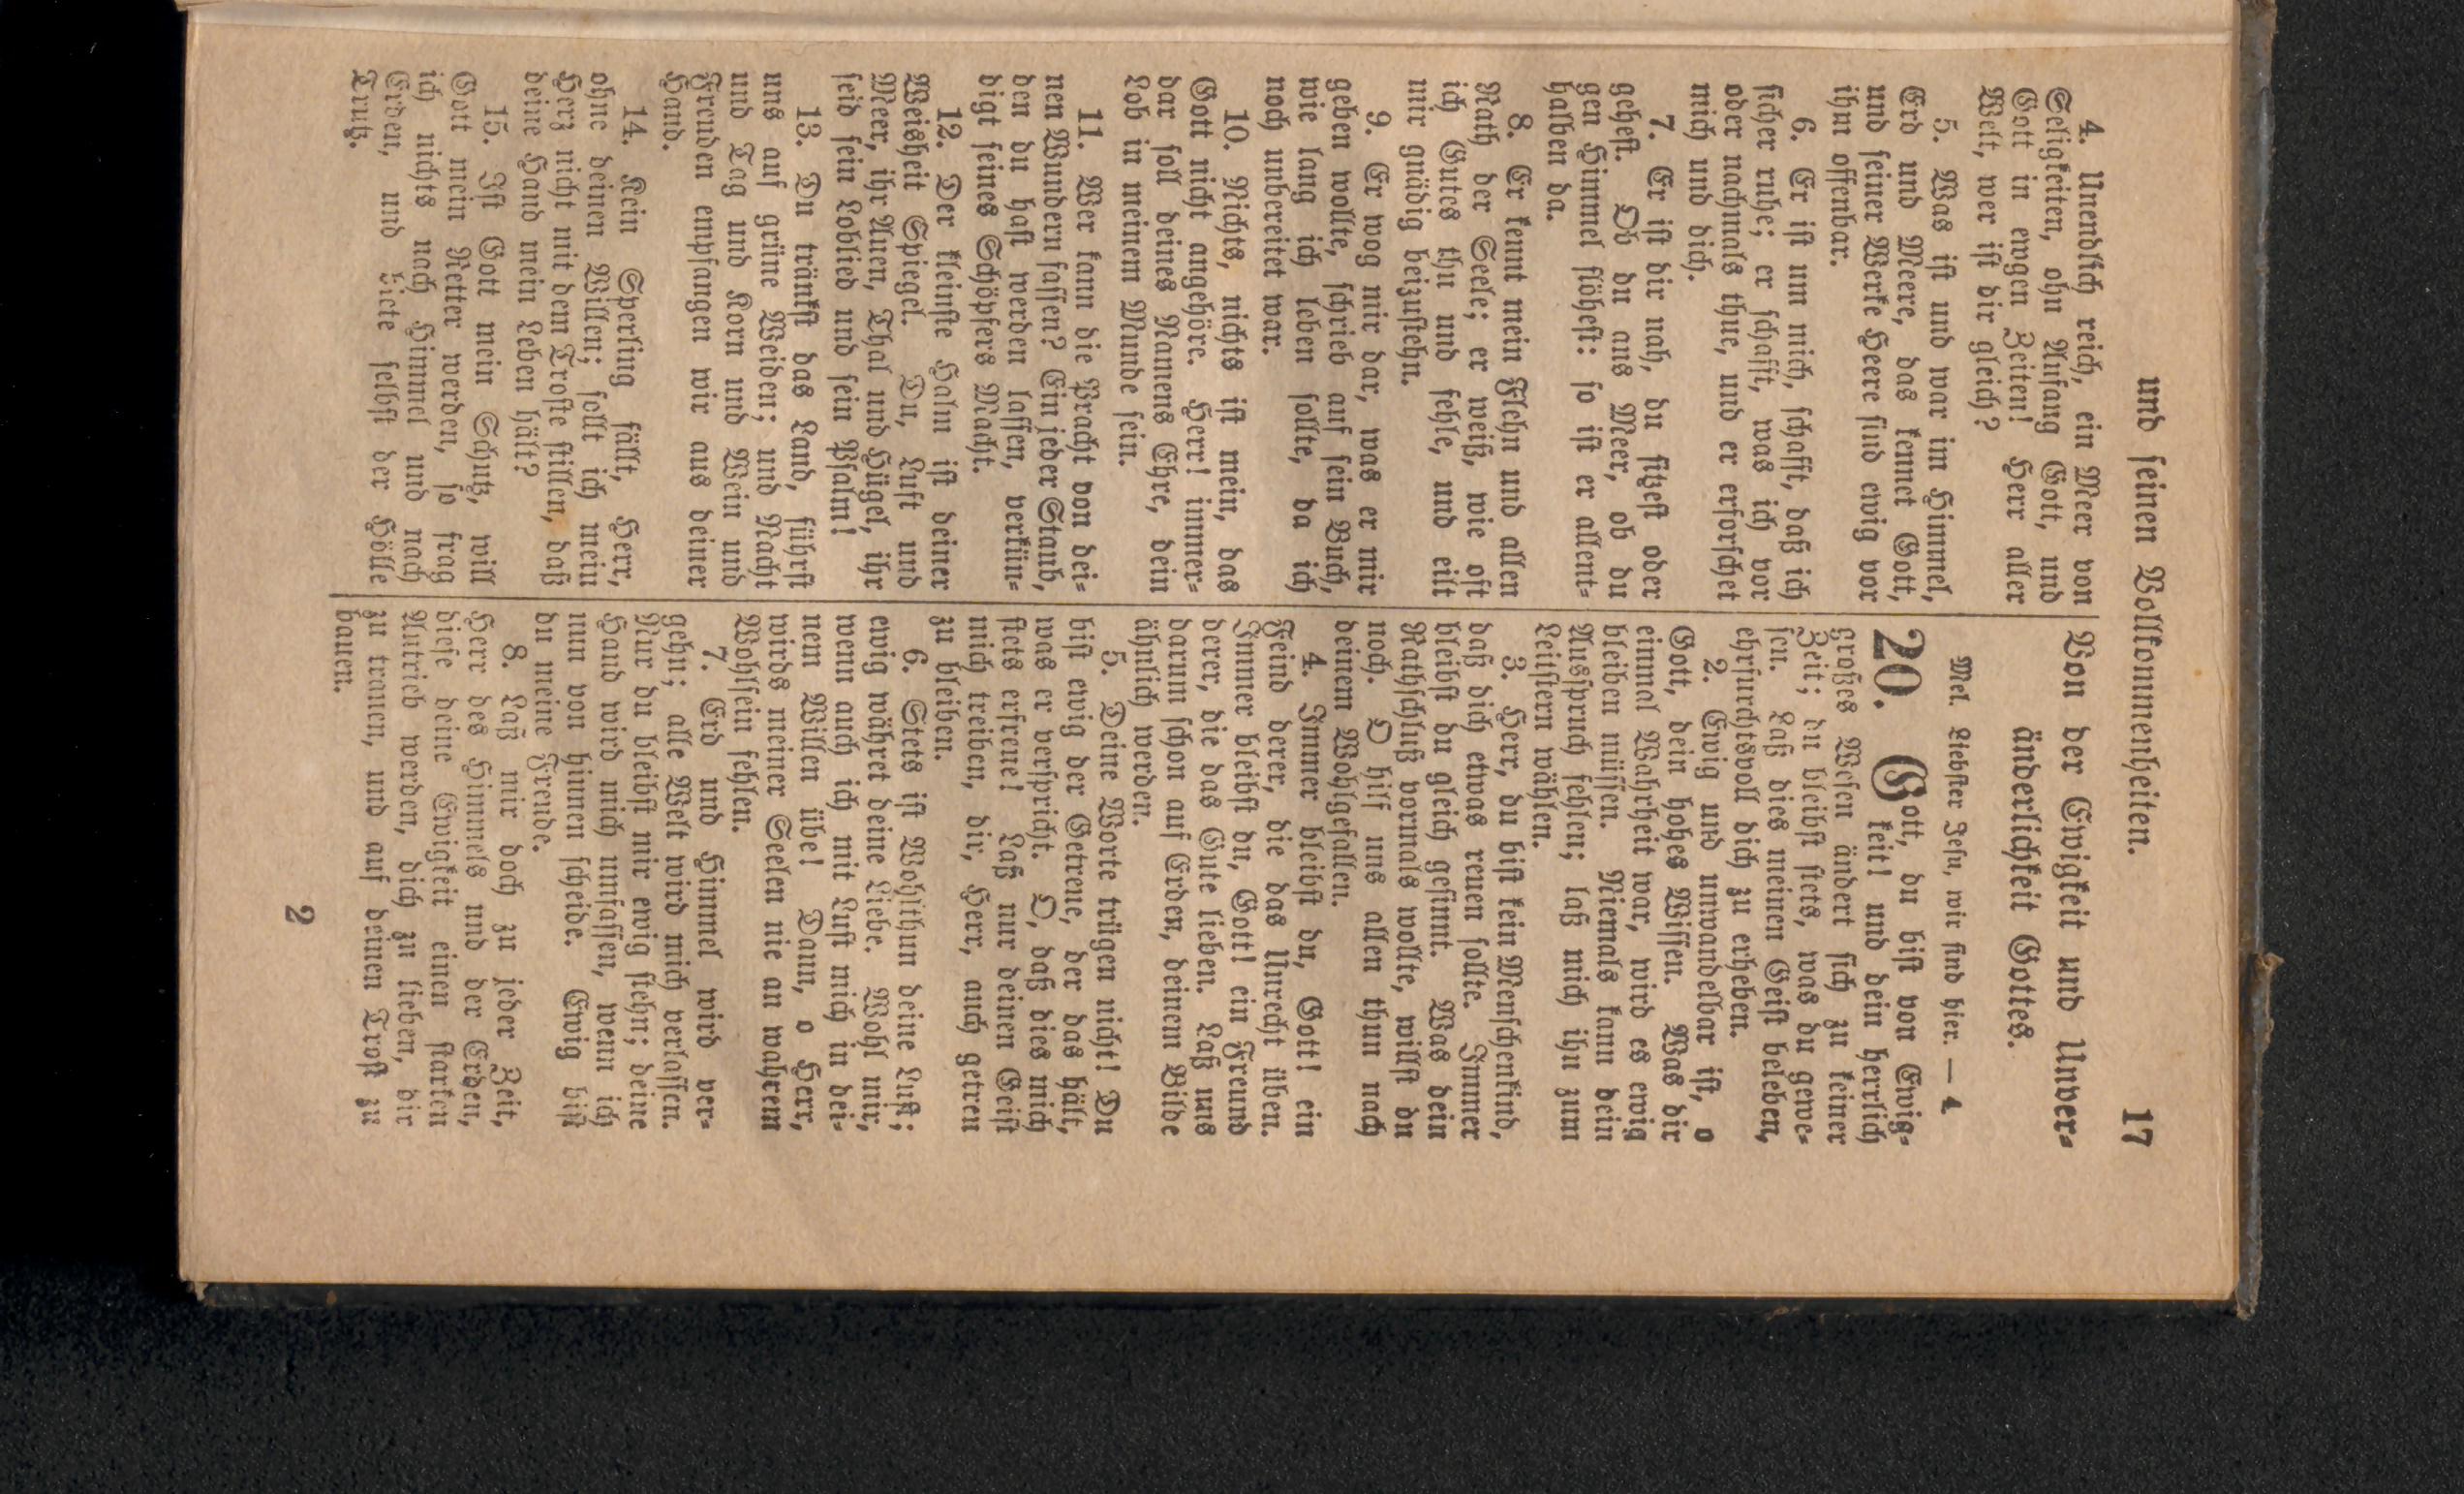 und seinen Vollkommenheiten. 17
4. Unendlich reich, ein Meer von
Seligkeiten, ohn Anfang Gott, und
Gott in ewgen Zeiten! Herr aller
Welt, wer ist dir gleich?
5. Was ist und war im Himmel,
Erd und Meere, das kennet Gott,
und seiner Werke Heere sind ewig vor
ihm offenbar.
6. Er ist um mich, schafft, daß ich
sicher ruhe; er schafft, was ich vor
oder nachmals thue, und er erforschet
mich und dich.
7. Er ist dir nah, du sitzest oder
gehest. Ob du ans Meer, ob du
gen Himmel flöhest: so ist er allent-
halben da.
8. Er kennt mein Flehn und allen
Rath der Seele; er weiß, wie oft
ich Gutes thu und fehle, und eilt
mir gnädig beizustehn.
9. Er wog mir dar, was er mir
geben wollte, schrieb auf sein Buch,
wie lang ich leben sollte, da ich
noch unbereitet war.
10. Nichts, nichts ist mein, das
Gott nicht angehöre. Herr! immer-
dar soll deines Namens Ehre, dein
Lob in meinem Munde sein.
11. Wer kann die Pracht von dei-
nen Wundern fassen? Ein jeder Staub,
den du hast werden lassen, verkün-
digt seines Schöpfers Macht.
12. Der kleinste Halm ist deiner
Weisheit Spiegel. Du, Luft und
Meer, ihr Auen, Thal und Hügel, ihr
seid sein Loblied und sein Psalm!
13. Du tränkst das Land, führst
uns auf grüne Weiden; und Nacht
und Tag und Korn und Wein und
Freuden empfangen wir aus deiner
Hand.
14. Kein Sperling fällt, Herr,
ohne deinen Willen; sollt ich mein
Herz nicht mit dem Troste stillen, daß
deine Hand mein Leben hält?
15. Ist Gott mein Schutz, will
Gott mein Retter werden, so frag
ich nichts nach Himmel und nach
Erden, und biete selbst der Hölle
Trutz.
Von der Ewigkeit und Unver-
änderlichkeit Gottes.
Mel. Liebster Jesu, wir sind hier. — 4
20. Gott, du bist von Ewig-
keit! und dein herrlich
großes Wesen ändert sich zu keiner
Zeit; du bleibst stets, was du gewe-
sen. Laß dies meinen Geist beleben,
ehrfurchtsvoll dich zu erheben.
2. Ewig und unwandelbar ist, o
Gott, dein hohes Wissen. Was dir
einmal Wahrheit war, wird es ewig
bleiben müssen. Niemals kann dein
Ausspruch fehlen; laß mich ihn zum
Leitstern wählen.
3. Herr, du bist kein Menschenkind,
daß dich etwas reuen sollte. Immer
bleibst du gleich gesinnt. Was dein
Rathschluß vormals wollte, willst du
noch. O hilf uns allen thun nach
deinem Wohlgefallen.
4. Immer bleibst du, Gott! ein
Feind derer, die das Unrecht üben.
Immer bleibst du, Gott! ein Freund
derer, die das Gute lieben. Laß uns
darum schon auf Erden, deinem Bilde
ähnlich werden.
5. Deine Worte trügen nicht! Du
bist ewig der Getreue, der das hält,
was er verspricht. O, daß dies mich
stets erfreue! Laß nur deinen Geist
mich treiben, dir, Herr, auch getreu
zu bleiben.
6. Stets ist Wohlthun deine Lust;
ewig währet deine Liebe. Wohl mir,
wenn auch ich mit Lust mich in dei-
nem Willen übe! Dann, o Herr,
wirds meiner Seelen nie an wahrem
Wohlsein fehlen.
7. Erd und Himmel wird ver-
gehn; alle Welt wird mich verlassen.
Nur du bleibst mir ewig stehn; deine
Hand wird mich umfassen, wenn ich
nun von hinnen scheide. Ewig bist
du meine Freude.
8. Laß mir doch zu jeder Zeit,
Herr des Himmels und der Erden,
diese deine Ewigkeit einen starken
Antrieb werden, dich zu lieben, dir
zu trauen, und auf deinen Trost zu
bauen.
2